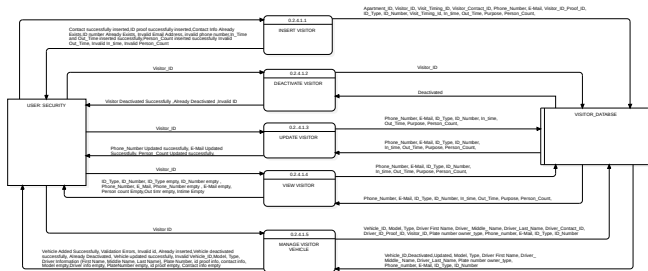 0.2.4.1.1
INSERT VISITOR
Apartment_ID, Visitor_ID, Visit_Timing_ID, Visitor_Contact_ID, Phone_Number, E-Mail, Visitor_ID_Proof_ID,
ID_Type, ID_Number, Visit_Timing_Id, In_time, Out_Time, Purpose, Person_Count,
Contact successfully inserted,ID proof successfully inserted,Contact Info Already
Exists,ID number Already Exists, Invalid Email Address, Invalid phone number,In_Time
and Out_Time inserted successfully,Person_Count inserted successfully Invalid
Out_Time, Invalid In_time, Invalid Person_Count
0.2.4.1.2
DEACTIVATE VISITOR
Visitor_ID
Visitor_ID
Deactivated
Visitor Deactivated Successfully ,Already Deactivated ,Invalid ID
USER:SECURITY
VISITOR_DATABSE
0.2..4.1.3
UPDATE VISITOR
Visitor_ID
Phone_Number, E-Mail, ID_Type, ID_Number, In_time,
Out_Time, Purpose, Person_Count,
Phone_Number, E-Mail, ID_Type, ID_Number,
In_time, Out_Time, Purpose, Person_Count,
Phone_Number Updated successfully, E-Mail Updated
Successfully, Person_Count Updated successfully
0.2.4.1.4
VIEW VISITOR
Visitor_ID
Phone_Number, E-Mail, ID_Type, ID_Number,
In_time, Out_Time, Purpose, Person_Count,
ID_Type, ID_Number, ID_Type empty, ID_Number empty ,
Phone_Number, E_Mail, Phone_Number empty , E-Mail empty,
Person count Empty,Out time empty, Intime Empty
Phone_Number, E-Mail, ID_Type, ID_Number, In_time, Out_Time, Purpose, Person_Count,
0.2.4.1.5
MANAGE VISITOR
VEHICLE
Visitor ID
Vehicle_ID, Model, Type, Driver_First_Name, Driver_ Middle_ Name, Driver_Last_Name, Driver_Contact_ID,
Driver_ID_Proof_ID, Visitor_ID, Plate number owner_type, Phone_number, E-Mail, ID_Type, ID_Number
Vehicle Added Successfully, Validation Errors, Invalid id, Already inserted,Vehicle deactivated
successfully, Already Deactivated, Vehicle updated successfully, Invalid Vehicle_ID,Model, Type,
Driver Information (First Name, Middle Name, Last Name), PlateNumber, id proof info, contact info,
Model empty,Driver info empty, PlateNumber empty, id proof empty, Contact info empty
Vehicle_ID,Deactivated,Updated, Model, Type, Driver First Name, Driver_
Middle_ Name, Driver_Last_Name, Plate number owner_type,
Phone_number, E-Mail, ID_Type, ID_Number